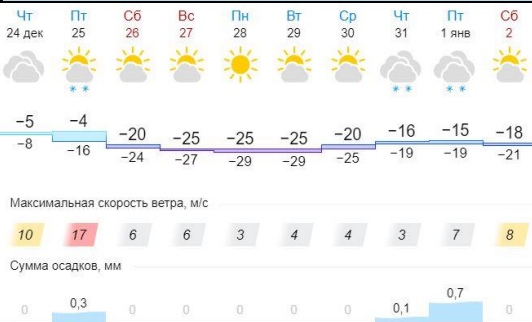 Чт Пт Сб Вс Пн Вт Ср Чт Пт Сб
24 дек 25 26 27 28 29 30 31 1 янв 2
−5 −4 −20 −25 −25 −25 −20 −16 −15 −18
−8 −16 −24 −27 −29 −29 −25 −19 −19 −21
Максимальная скорость ветра, м/с
10 17 6 6 3 4 4 3 7 8
Сумма осадков, мм
0 0,3 0 0 0 0 0 0,1 0,7 0